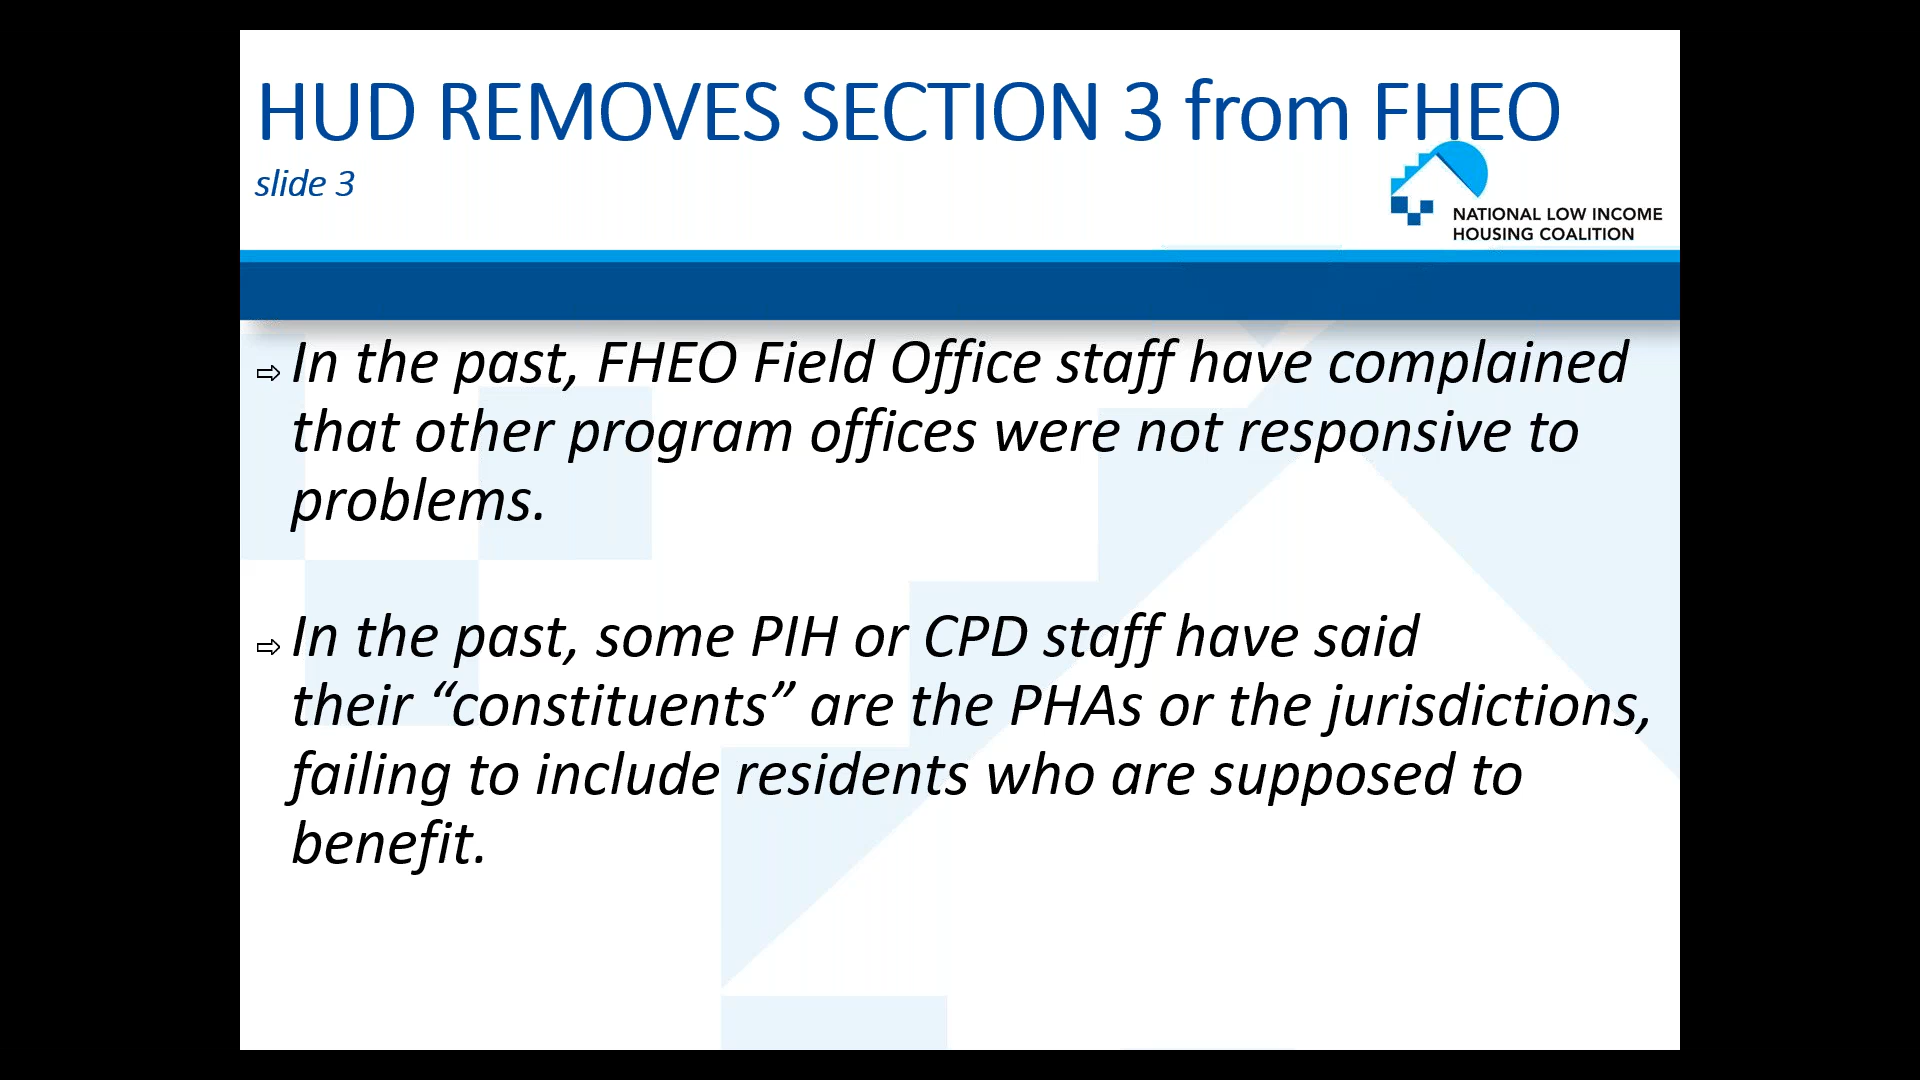 HUD REMOVES SECTION 3 from FHEO
slide 3
NATIONAL LOW INCOME
HOUSING COALITION
⇨ In the past, FHEO Field Office staff have complained
that other program offices were not responsive to
problems.
⇨ In the past, some PIH or CPD staff have said
their “constituents” are the PHAs or the jurisdictions,
failing to include residents who are supposed to
benefit.